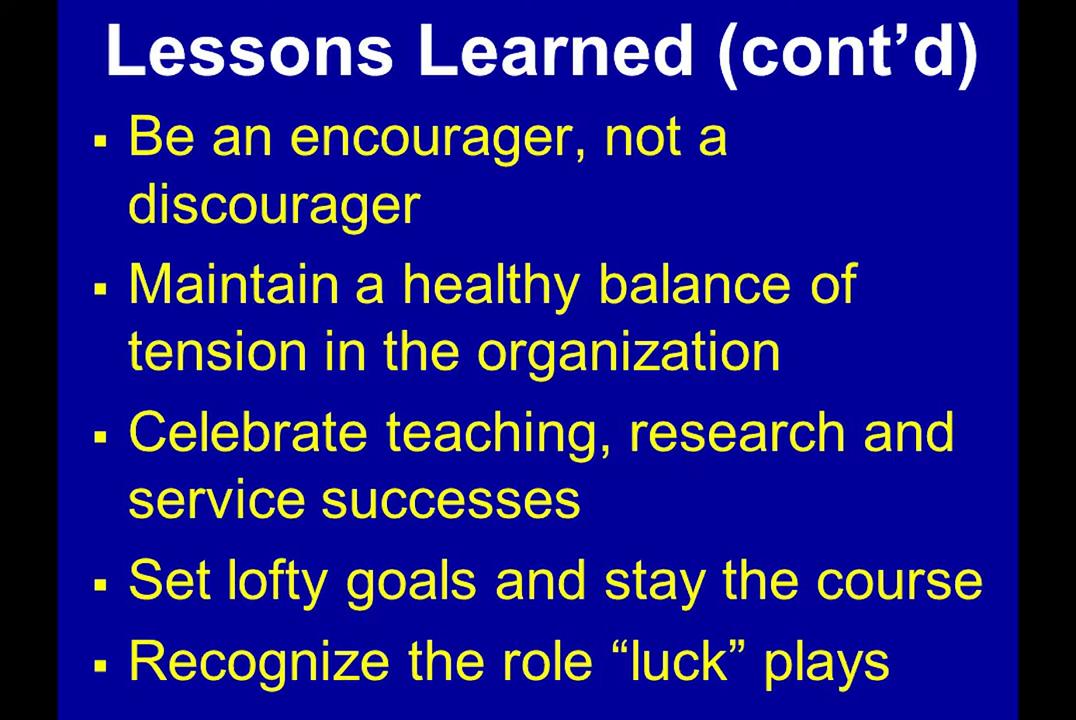 Lessons Learned (cont’d)
▪ Be an encourager, not a
discourager
▪ Maintain a healthy balance of
tension in the organization
▪ Celebrate teaching, research and
service successes
▪ Set lofty goals and stay the course
▪ Recognize the role “luck” plays